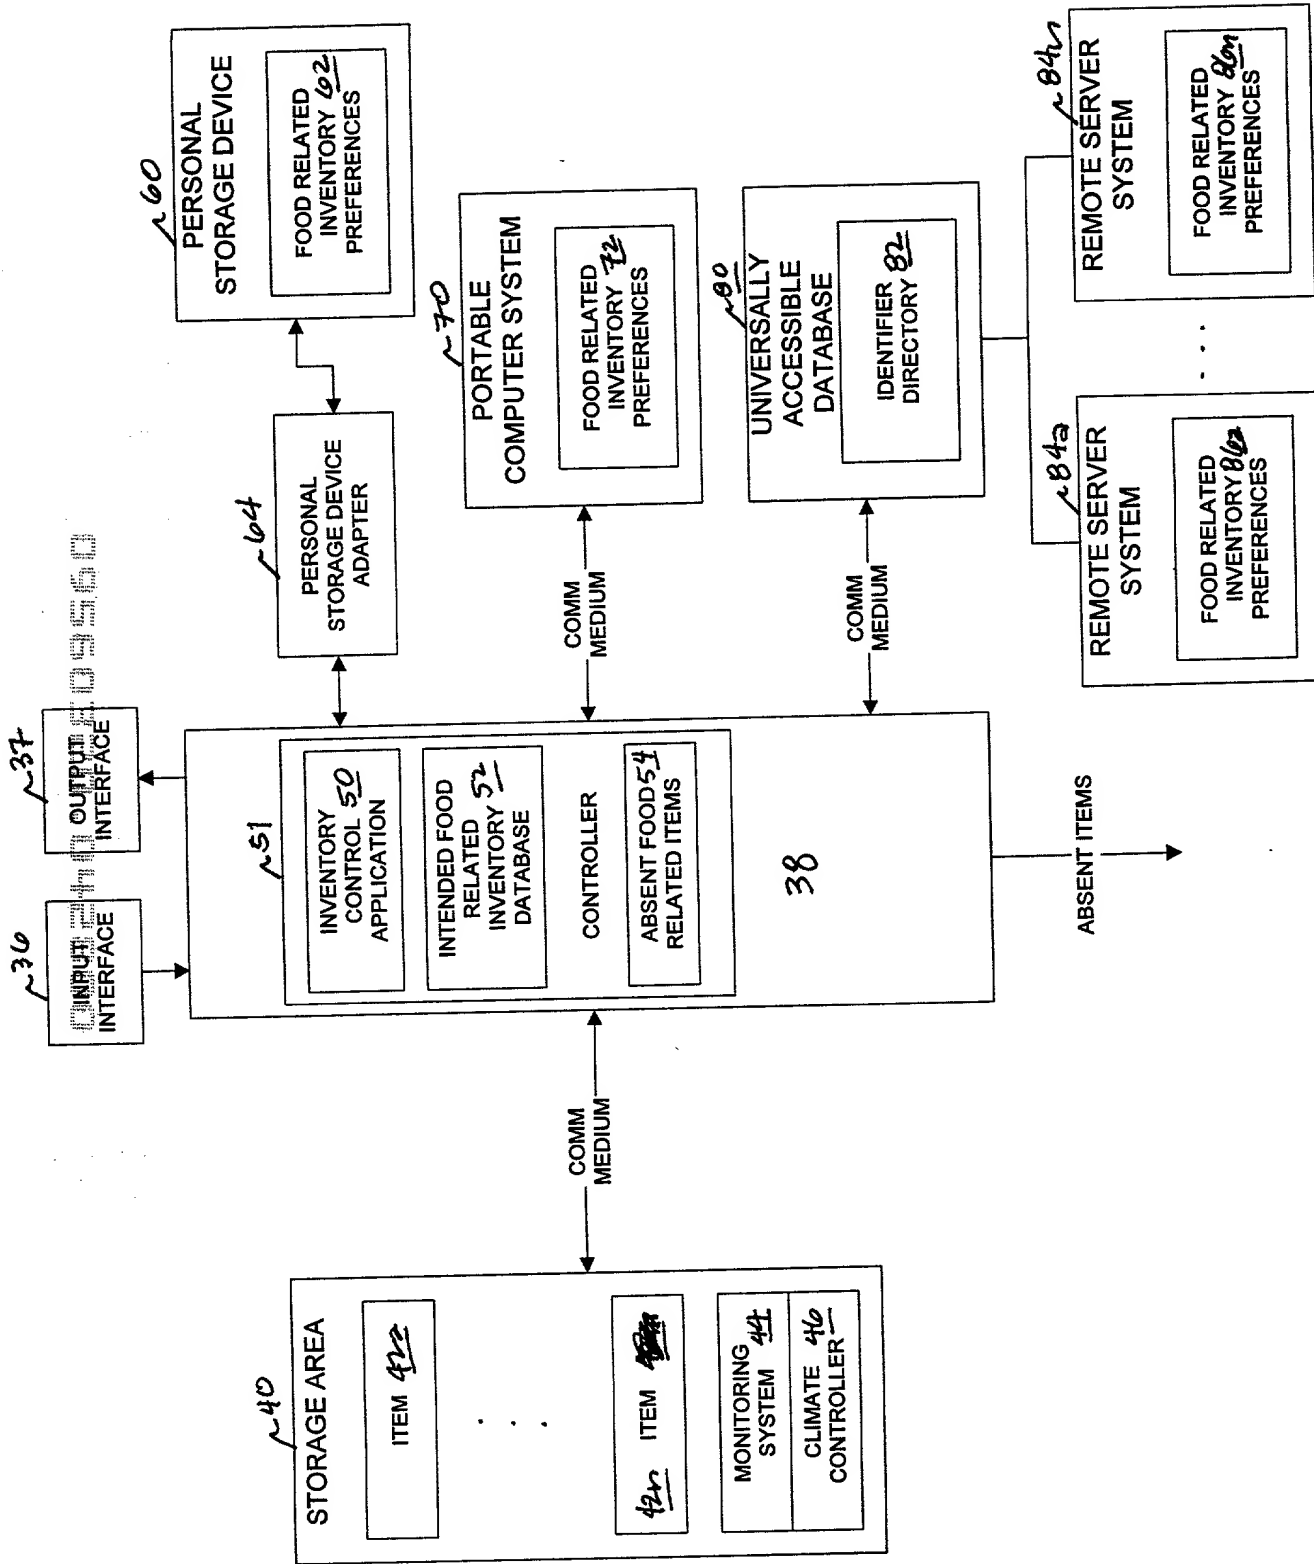 ~40
STORAGE AREA
ITEM 42a
. . .
42n ITEM
MONITORING
SYSTEM 44
CLIMATE 46
CONTROLLER
COMM
MEDIUM
~36
INPUT
INTERFACE
~37
OUTPUT
INTERFACE
~51
INVENTORY
CONTROL 50
APPLICATION
INTENDED FOOD
RELATED
INVENTORY 52
DATABASE
CONTROLLER
ABSENT FOOD 54
RELATED ITEMS
38
ABSENT ITEMS
~64
PERSONAL
STORAGE DEVICE
ADAPTER
~60
PERSONAL
STORAGE DEVICE
FOOD RELATED
INVENTORY 62
PREFERENCES
COMM
MEDIUM
~70
PORTABLE
COMPUTER SYSTEM
FOOD RELATED
INVENTORY 72
PREFERENCES
COMM
MEDIUM
~80
UNIVERSALLY
ACCESSIBLE
DATABASE
IDENTIFIER
DIRECTORY 82
~84a
REMOTE SERVER
SYSTEM
FOOD RELATED
INVENTORY 86a
PREFERENCES
. . .
~84n
REMOTE SERVER
SYSTEM
FOOD RELATED
INVENTORY 86n
PREFERENCES